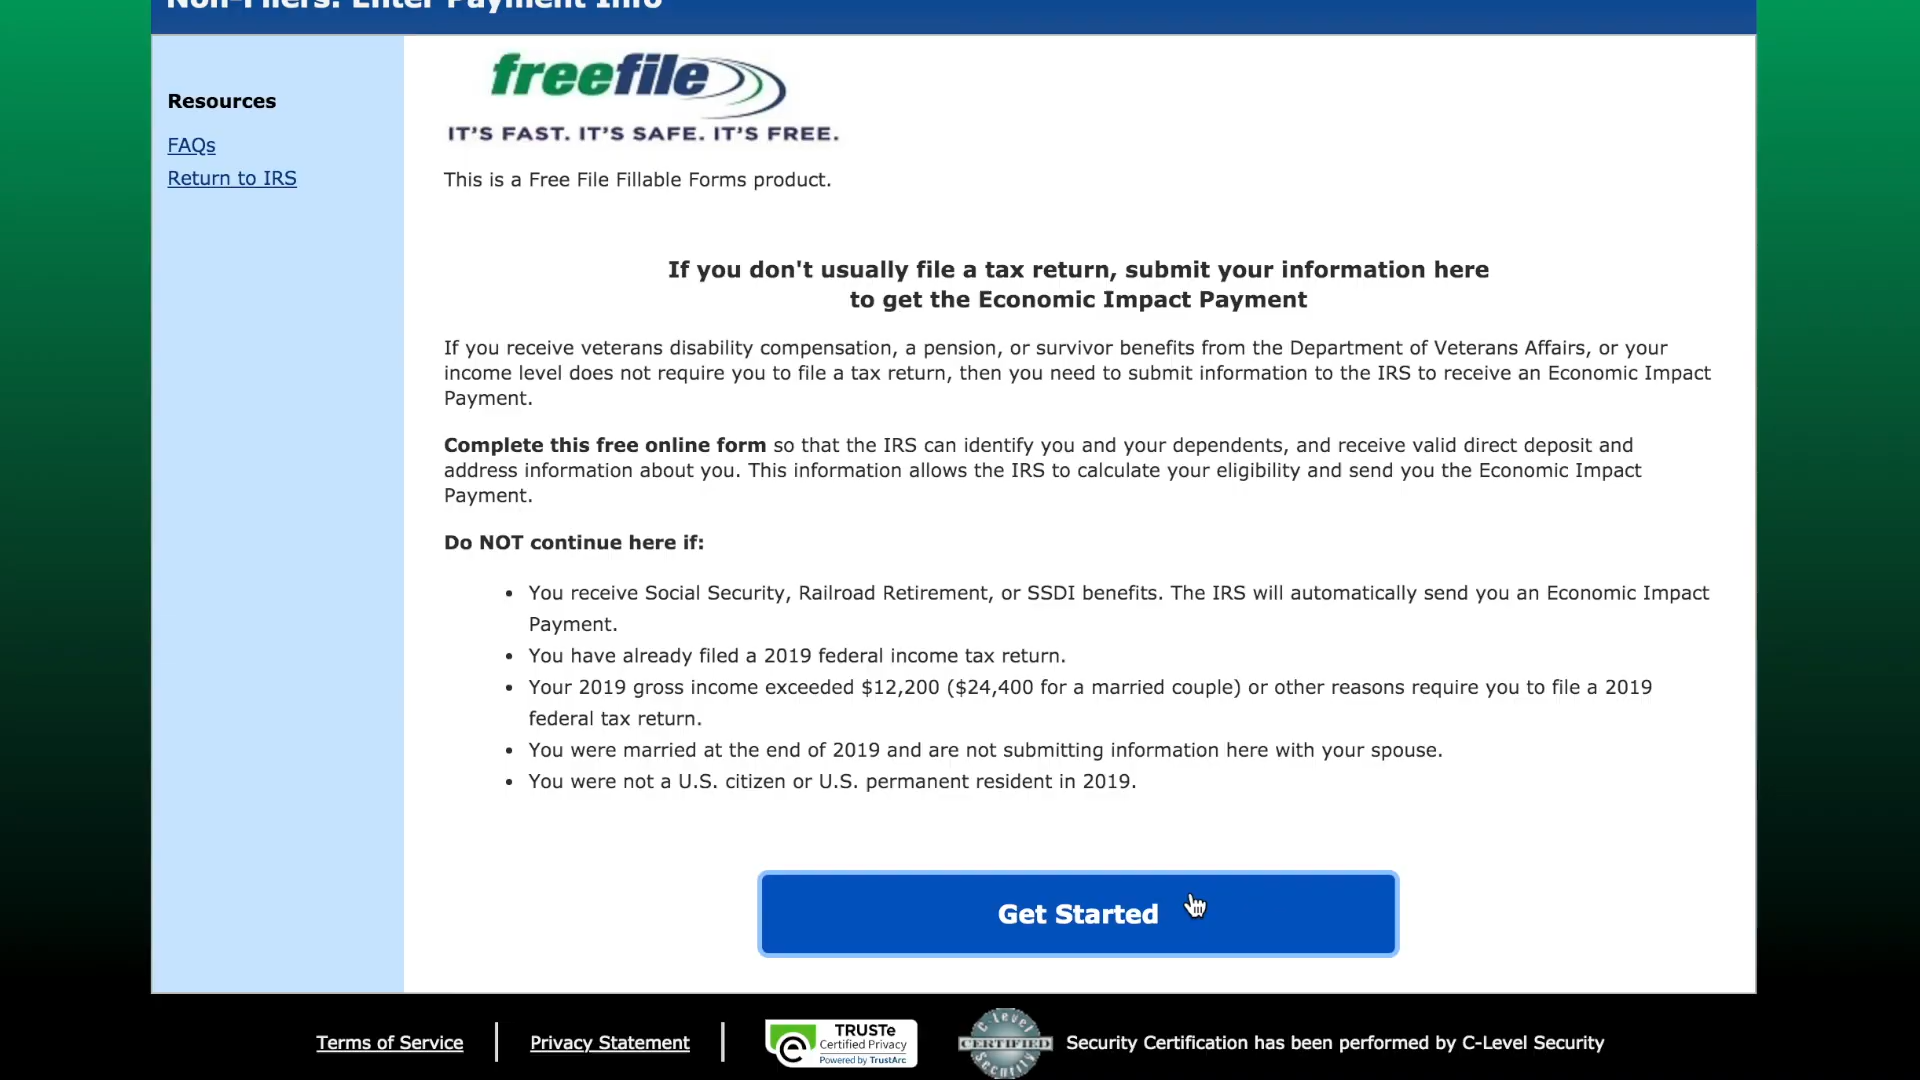 Non-Filers: Enter Payment Info
Resources
FAQs
Return to IRS
freefile
IT'S FAST. IT'S SAFE. IT'S FREE.
This is a Free File Fillable Forms product.
If you don't usually file a tax return, submit your information here
to get the Economic Impact Payment
If you receive veterans disability compensation, a pension, or survivor benefits from the Department of Veterans Affairs, or your
income level does not require you to file a tax return, then you need to submit information to the IRS to receive an Economic Impact
Payment.
Complete this free online form so that the IRS can identify you and your dependents, and receive valid direct deposit and
address information about you. This information allows the IRS to calculate your eligibility and send you the Economic Impact
Payment.
Do NOT continue here if:
• You receive Social Security, Railroad Retirement, or SSDI benefits. The IRS will automatically send you an Economic Impact
Payment.
• You have already filed a 2019 federal income tax return.
• Your 2019 gross income exceeded $12,200 ($24,400 for a married couple) or other reasons require you to file a 2019
federal tax return.
• You were married at the end of 2019 and are not submitting information here with your spouse.
• You were not a U.S. citizen or U.S. permanent resident in 2019.
Get Started
Terms of Service
Privacy Statement
TRUSTe
Certified Privacy
Powered by TrustArc
C-Level
CERTIFIED
Security
Security Certification has been performed by C-Level Security